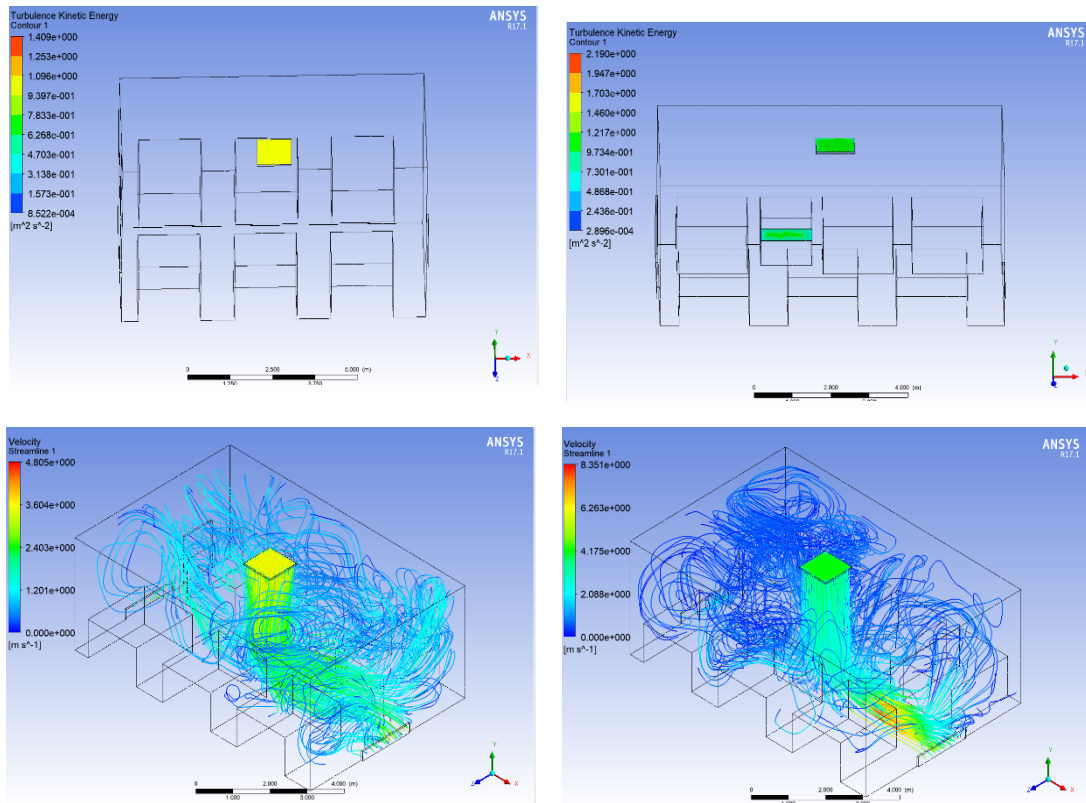 Turbulence Kinetic Energy
Contour 1
1.409e+000
1.253e+000
1.096e+000
9.397e-001
7.833e-001
6.268e-001
4.703e-001
3.138e-001
1.573e-001
8.522e-004
[m^2 s^-2]
ANSYS
R17.1
Y
X
Z
0
2.500
5.000
(m)
1.250
3.750
Turbulence Kinetic Energy
Contour 1
2.190e+000
1.947e+000
1.703e+000
1.460e+000
1.217e+000
9.734e-001
7.301e-001
4.868e-001
2.436e-001
2.896e-004
[m^2 s^-2]
ANSYS
R17.1
Y
Z
0
2.000
4.000
(m)
Velocity
Streamline 1
4.805e+000
3.604e+000
2.403e+000
1.201e+000
0.000e+000
[m s^-1]
ANSYS
R17.1
Y
Z
X
0
2.000
4.000
(m)
1.000
3.000
Velocity
Streamline 1
8.351e+000
6.263e+000
4.175e+000
2.088e+000
0.000e+000
[m s^-1]
ANSYS
R17.1
Y
Z
X
0
2.000
4.000
(m)
1.000
3.000